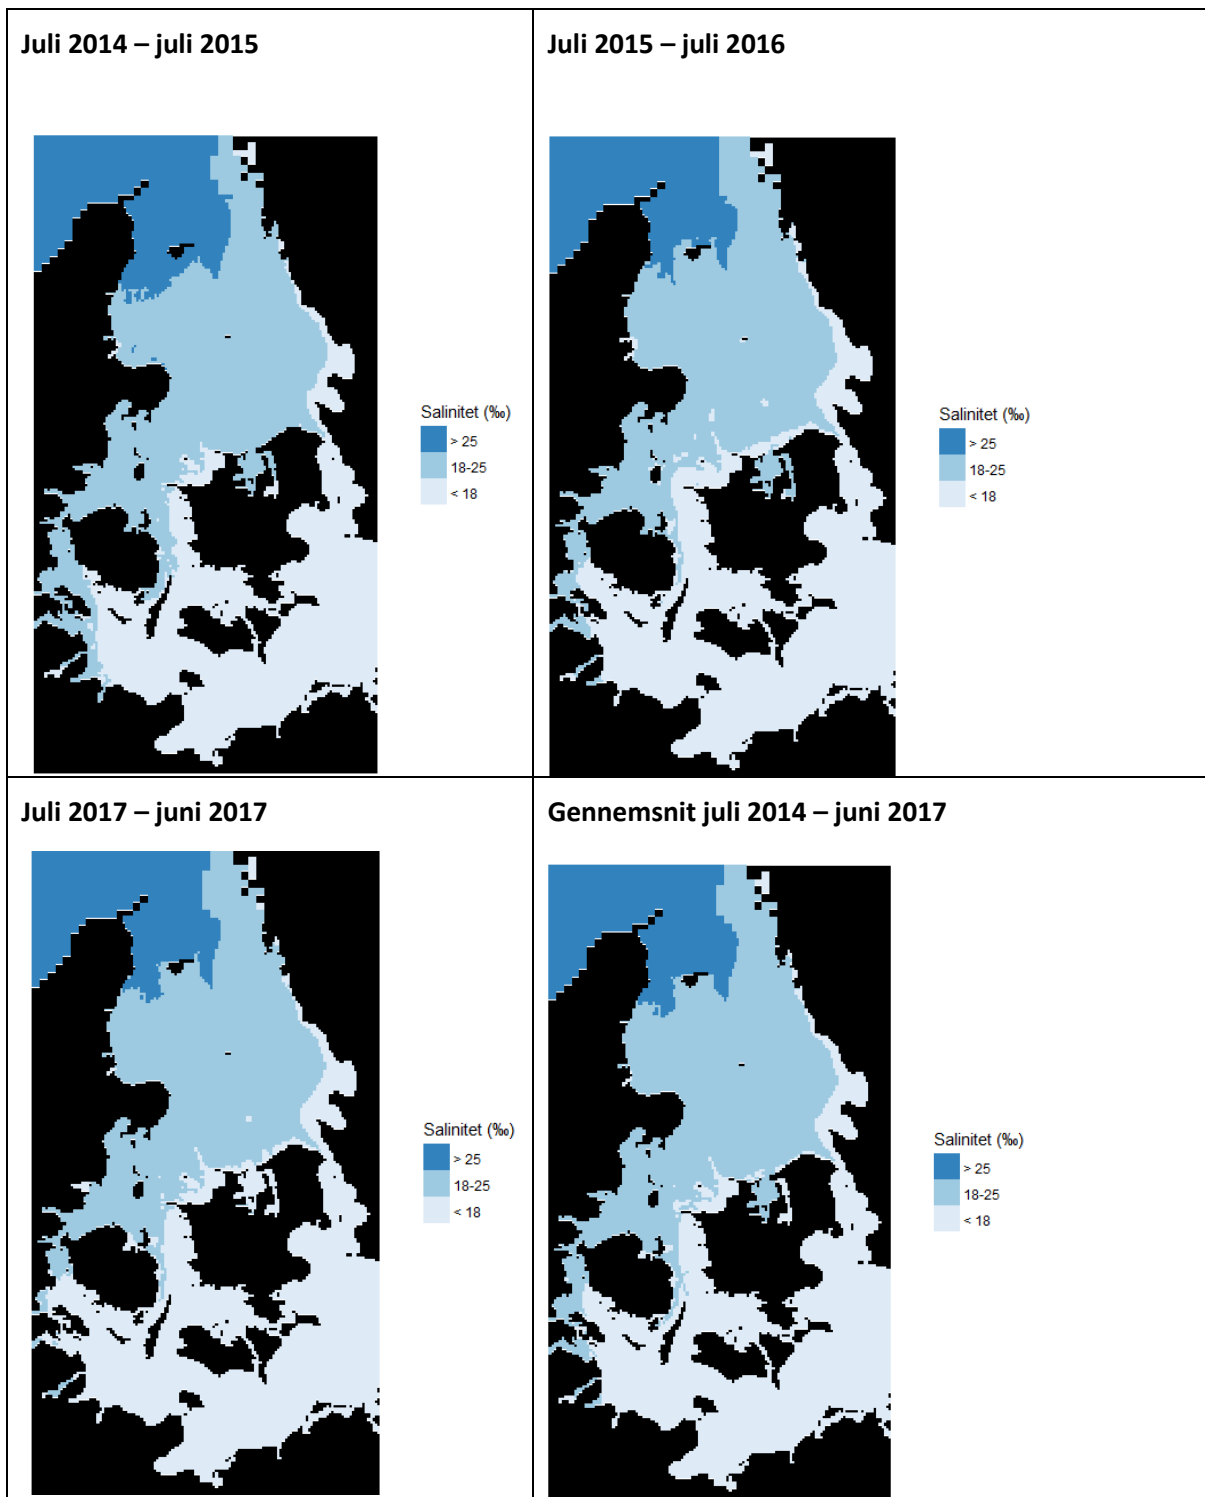 Juli 2014 – juli 2015
Salinitet (‰)
> 25
18-25
< 18
Juli 2015 – juli 2016
Salinitet (‰)
> 25
18-25
< 18
Juli 2017 – juni 2017
Salinitet (‰)
> 25
18-25
< 18
Gennemsnit juli 2014 – juni 2017
Salinitet (‰)
> 25
18-25
< 18